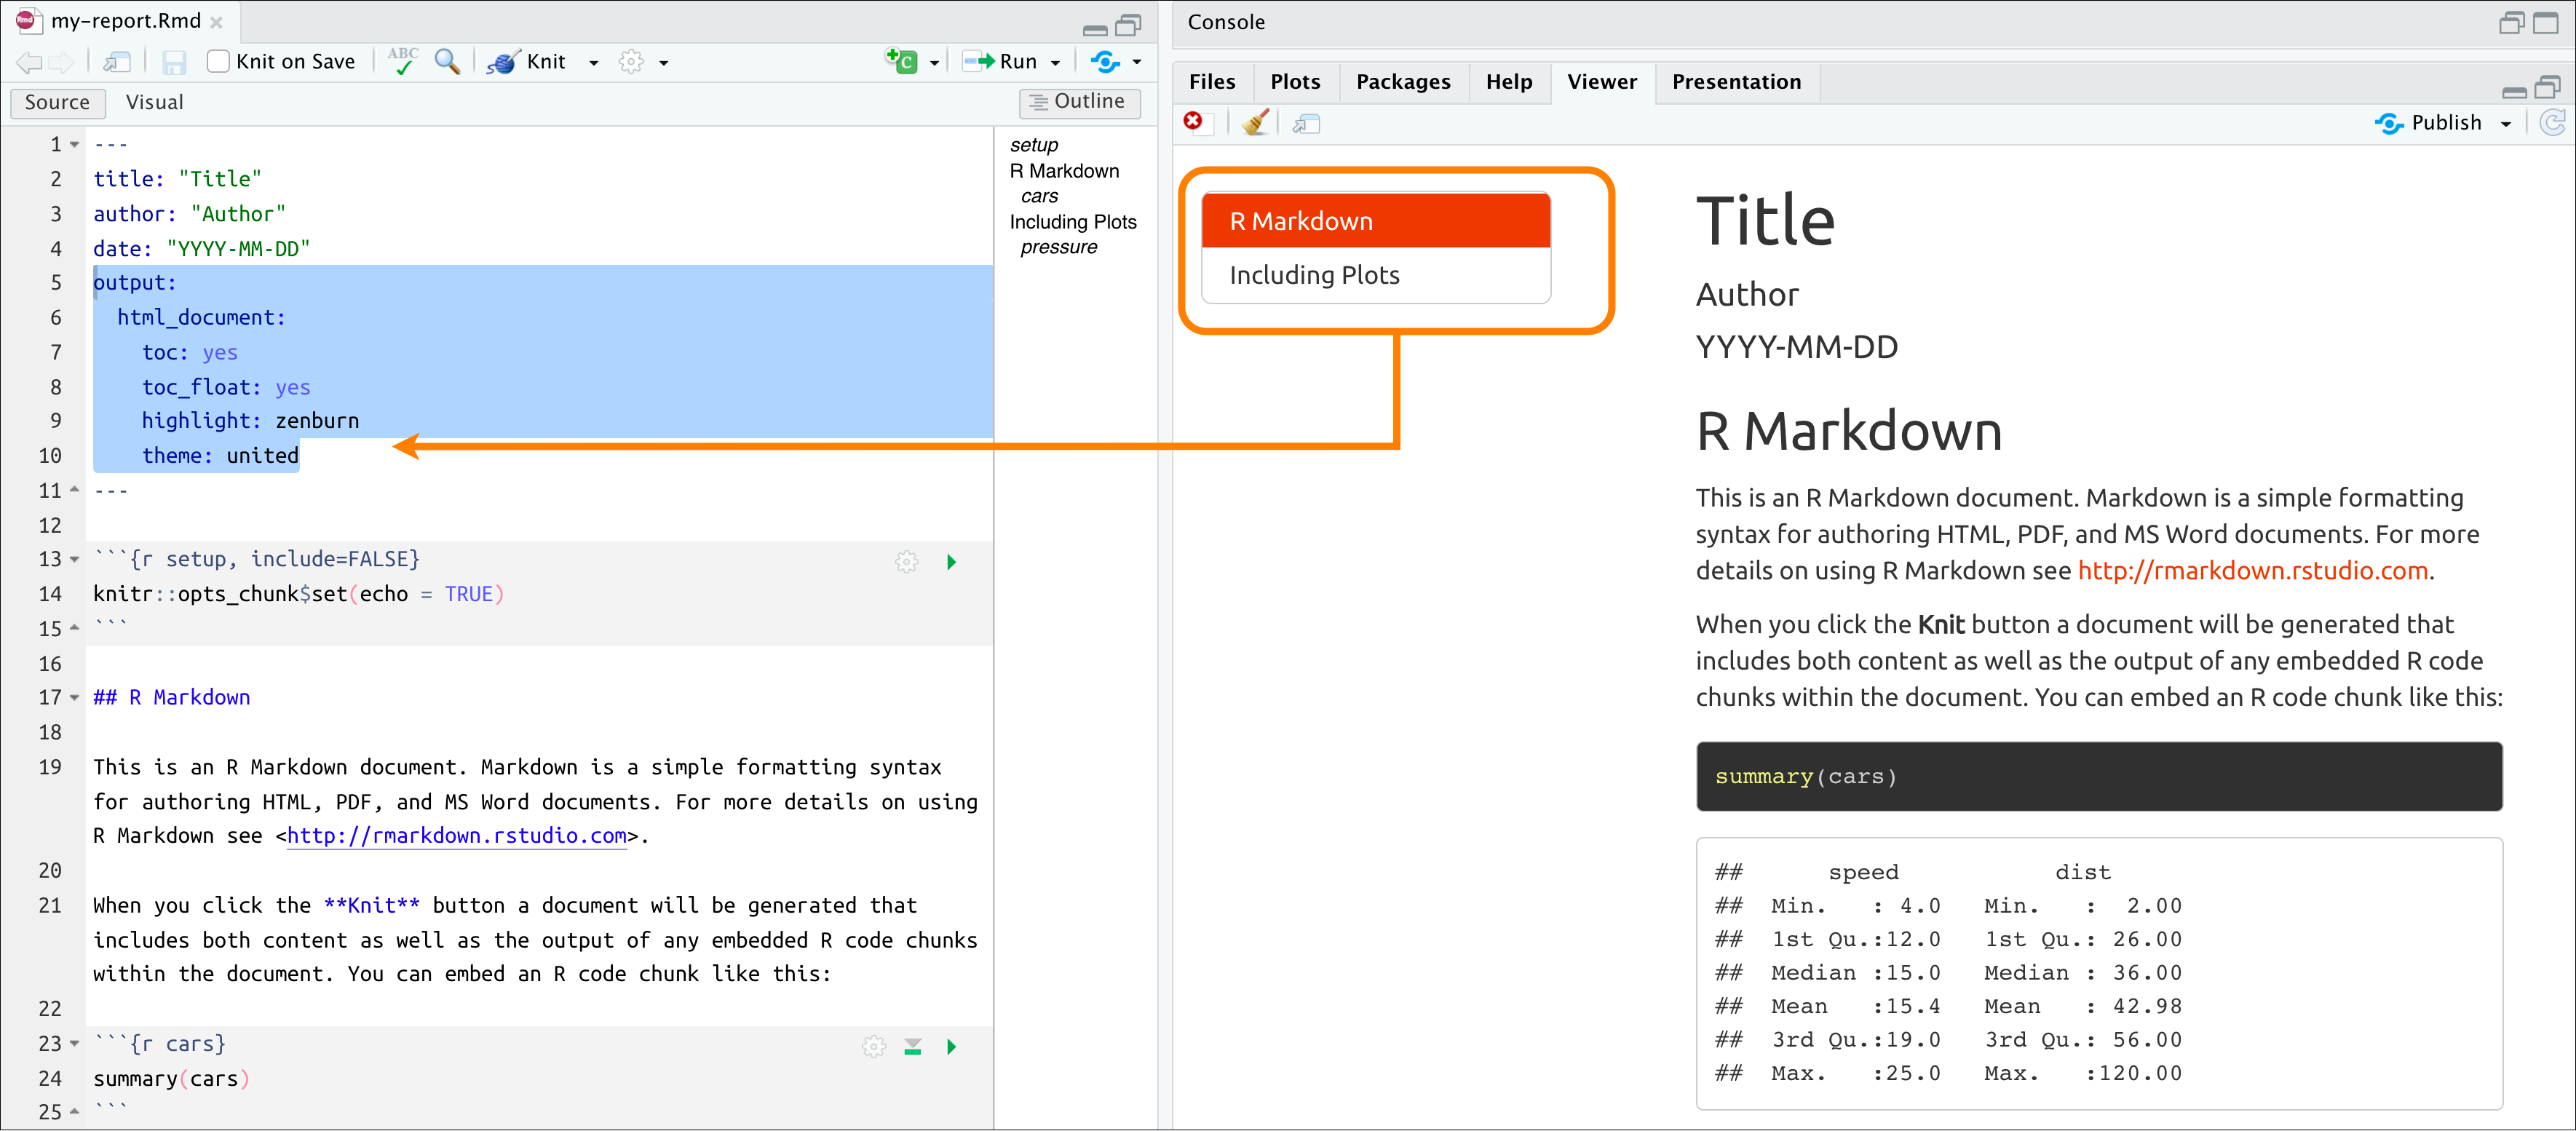 my-report.Rmd
Knit on Save
ABC
Knit
Run
Source
Visual
Outline
1 ---
2 title: "Title"
3 author: "Author"
4 date: "YYYY-MM-DD"
5 output:
6   html_document:
7     toc: yes
8     toc_float: yes
9     highlight: zenburn
10     theme: united
11 ---
12
13 ```{r setup, include=FALSE}
14 knitr::opts_chunk$set(echo = TRUE)
15 ```
16
17 ## R Markdown
18
19 This is an R Markdown document. Markdown is a simple formatting syntax
for authoring HTML, PDF, and MS Word documents. For more details on using
R Markdown see <http://rmarkdown.rstudio.com>.
20
21 When you click the **Knit** button a document will be generated that
includes both content as well as the output of any embedded R code chunks
within the document. You can embed an R code chunk like this:
22
23 ```{r cars}
24 summary(cars)
25 ```
setup
R Markdown
cars
Including Plots
pressure
Console
Files
Plots
Packages
Help
Viewer
Presentation
Publish
R Markdown
Including Plots
Title
Author
YYYY-MM-DD
R Markdown
This is an R Markdown document. Markdown is a simple formatting
syntax for authoring HTML, PDF, and MS Word documents. For more
details on using R Markdown see http://rmarkdown.rstudio.com.
When you click the Knit button a document will be generated that
includes both content as well as the output of any embedded R code
chunks within the document. You can embed an R code chunk like this:
summary(cars)
##      speed           dist
##  Min.   : 4.0   Min.   :  2.00
##  1st Qu.:12.0   1st Qu.: 26.00
##  Median :15.0   Median : 36.00
##  Mean   :15.4   Mean   : 42.98
##  3rd Qu.:19.0   3rd Qu.: 56.00
##  Max.   :25.0   Max.   :120.00